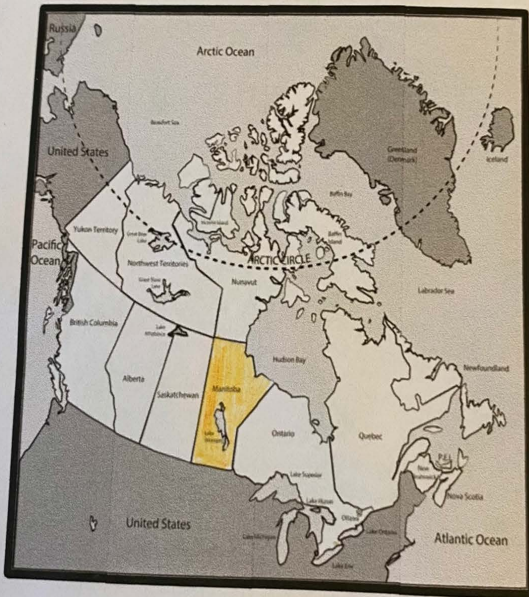 Russia
Arctic Ocean
Beaufort Sea
United States
Greenland
(Denmark)
Iceland
Baffin Bay
Victoria Island
Baffin
Island
Yukon Territory
Great Bear
Lake
Pacific
Ocean
ARCTIC CIRCLE
Northwest Territories
Great Slave
Lake
Nunavut
Labrador Sea
British Columbia
Lake
Athabasca
Hudson Bay
Newfoundland
Alberta
Saskatchewan
Manitoba
Lake
Winnipeg
Ontario
Quebec
P.E.I.
New
Brunswick
Nova Scotia
Lake Superior
Lake Huron
Ottawa
Lake Ontario
Lake Michigan
United States
Atlantic Ocean
Lake Erie